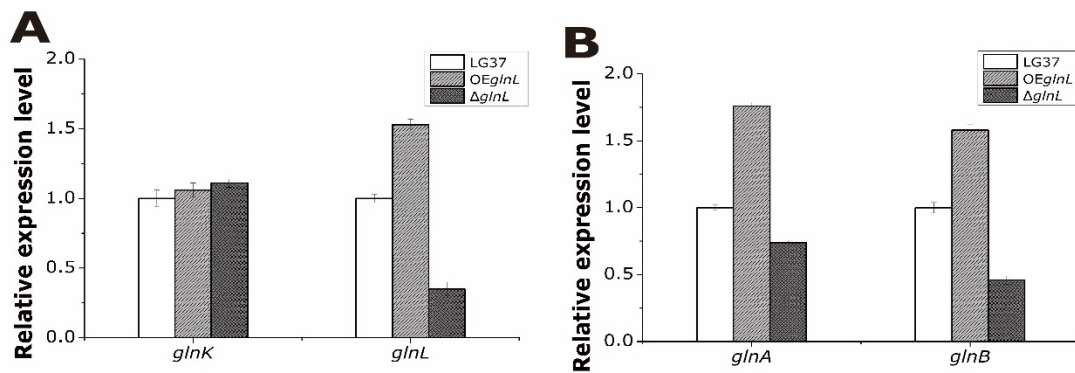 A
Relative expression level
2.0
1.5
1.0
0.5
0.0
LG37
OEglnL
ΔglnL
glnK
glnL
B
Relative expression level
2.0
1.5
1.0
0.5
0.0
LG37
OEglnL
ΔglnL
glnA
glnB